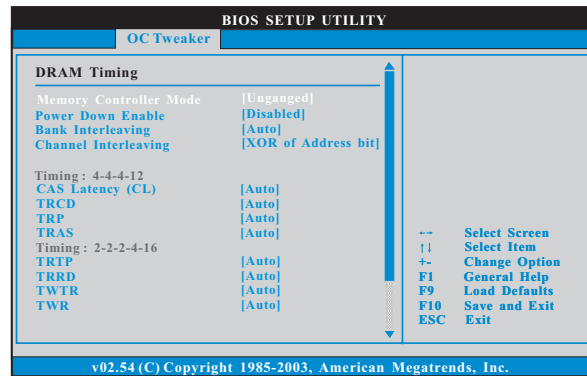 BIOS SETUP UTILITY
OC Tweaker
DRAM Timing
Memory Controller Mode [Unganged]
Power Down Enable [Disabled]
Bank Interleaving [Auto]
Channel Interleaving [XOR of Address bit]
Timing : 4-4-4-12
CAS Latency (CL) [Auto]
TRCD [Auto]
TRP [Auto]
TRAS [Auto]
Timing : 2-2-2-4-16
TRTP [Auto]
TRRD [Auto]
TWTR [Auto]
TWR [Auto]
←→ Select Screen
↑↓ Select Item
+- Change Option
F1 General Help
F9 Load Defaults
F10 Save and Exit
ESC Exit
v02.54 (C) Copyright 1985-2003, American Megatrends, Inc.